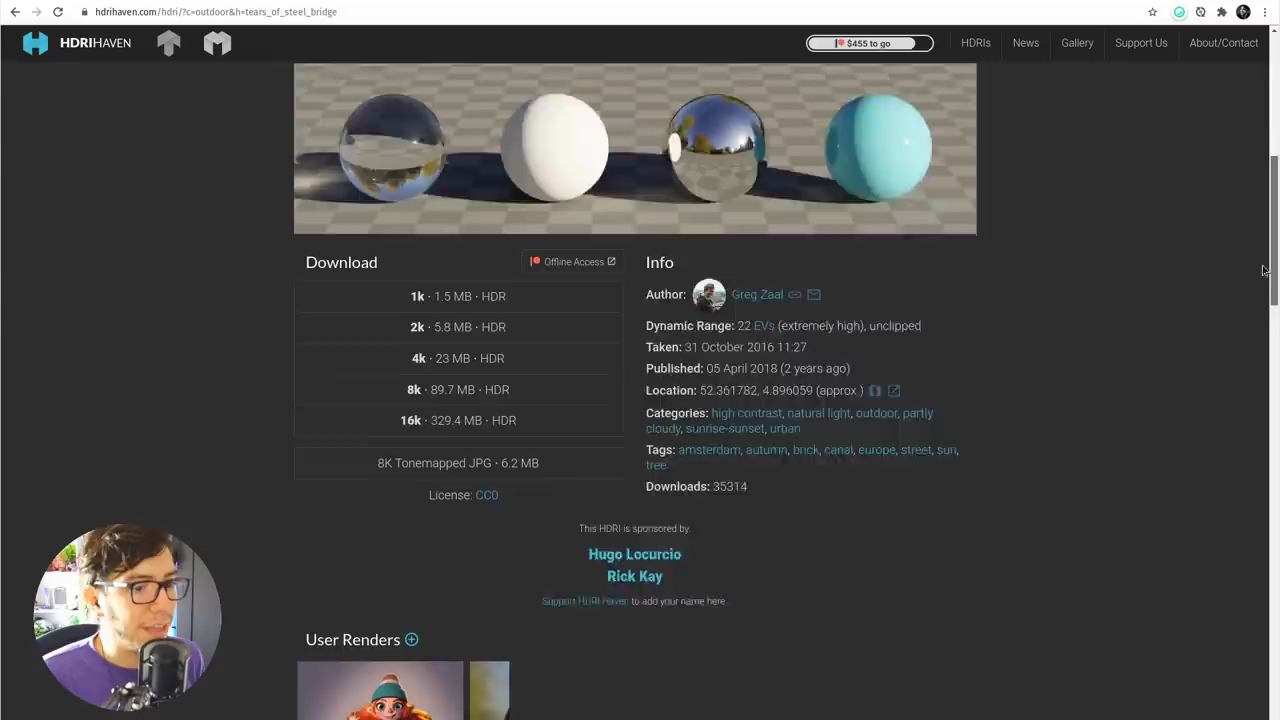 hdrihaven.com/hdri/?c=outdoor&h=tears_of_steel_bridge
HDRIHAVEN
$455 to go
HDRIs
News
Gallery
Support Us
About/Contact
Download
Offline Access
1k · 1.5 MB · HDR
2k · 5.8 MB · HDR
4k · 23 MB · HDR
8k · 89.7 MB · HDR
16k · 329.4 MB · HDR
8K Tonemapped JPG · 6.2 MB
License: CC0
Info
Author: Greg Zaal
Dynamic Range: 22 EVs (extremely high), unclipped
Taken: 31 October 2016 11:27
Published: 05 April 2018 (2 years ago)
Location: 52.361782, 4.896059 (approx )
Categories: high contrast, natural light, outdoor, partly
cloudy, sunrise-sunset, urban
Tags: amsterdam, autumn, brick, canal, europe, street, sun,
tree
Downloads: 35314
This HDRI is sponsored by:
Hugo Locurcio
Rick Kay
Support HDRI Haven to add your name here.
User Renders